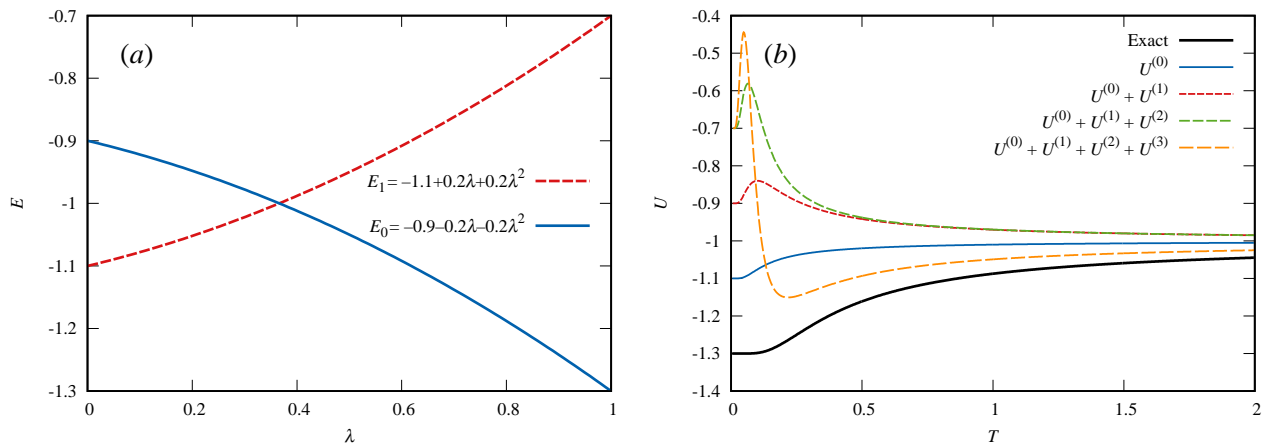 (a)
-0.7
-0.8
-0.9
-1
-1.1
-1.2
-1.3
E
0
0.2
0.4
0.6
0.8
1
λ
E₁ = −1.1+0.2λ+0.2λ²
E₀ = −0.9−0.2λ−0.2λ²
(b)
-0.4
-0.5
-0.6
-0.7
-0.8
-0.9
-1
-1.1
-1.2
-1.3
-1.4
U
0
0.5
1
1.5
2
T
Exact
U⁽⁰⁾
U⁽⁰⁾ + U⁽¹⁾
U⁽⁰⁾ + U⁽¹⁾ + U⁽²⁾
U⁽⁰⁾ + U⁽¹⁾ + U⁽²⁾ + U⁽³⁾